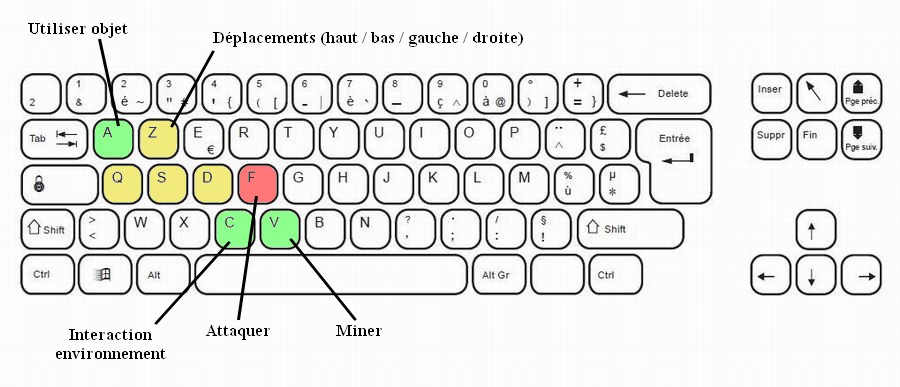 Utiliser objet
Déplacements (haut / bas / gauche / droite)
2 1 & 2 é ~ 3 " # 4 ' { 5 ( [ 6 - | 7 è ` 8 _ 9 ç ^ 0 à @ ° ) ] + = } Delete
Inser Pge préc.
Tab A Z E € R T Y U I O P ¨ ^ £ $ Entrée
Suppr Fin Pge suiv.
Q S D F G H J K L M % ù µ *
Shift > < W X C V B N ? , . ; / : § ! Shift
Ctrl Alt Alt Gr Ctrl
Interaction
environnement
Attaquer
Miner